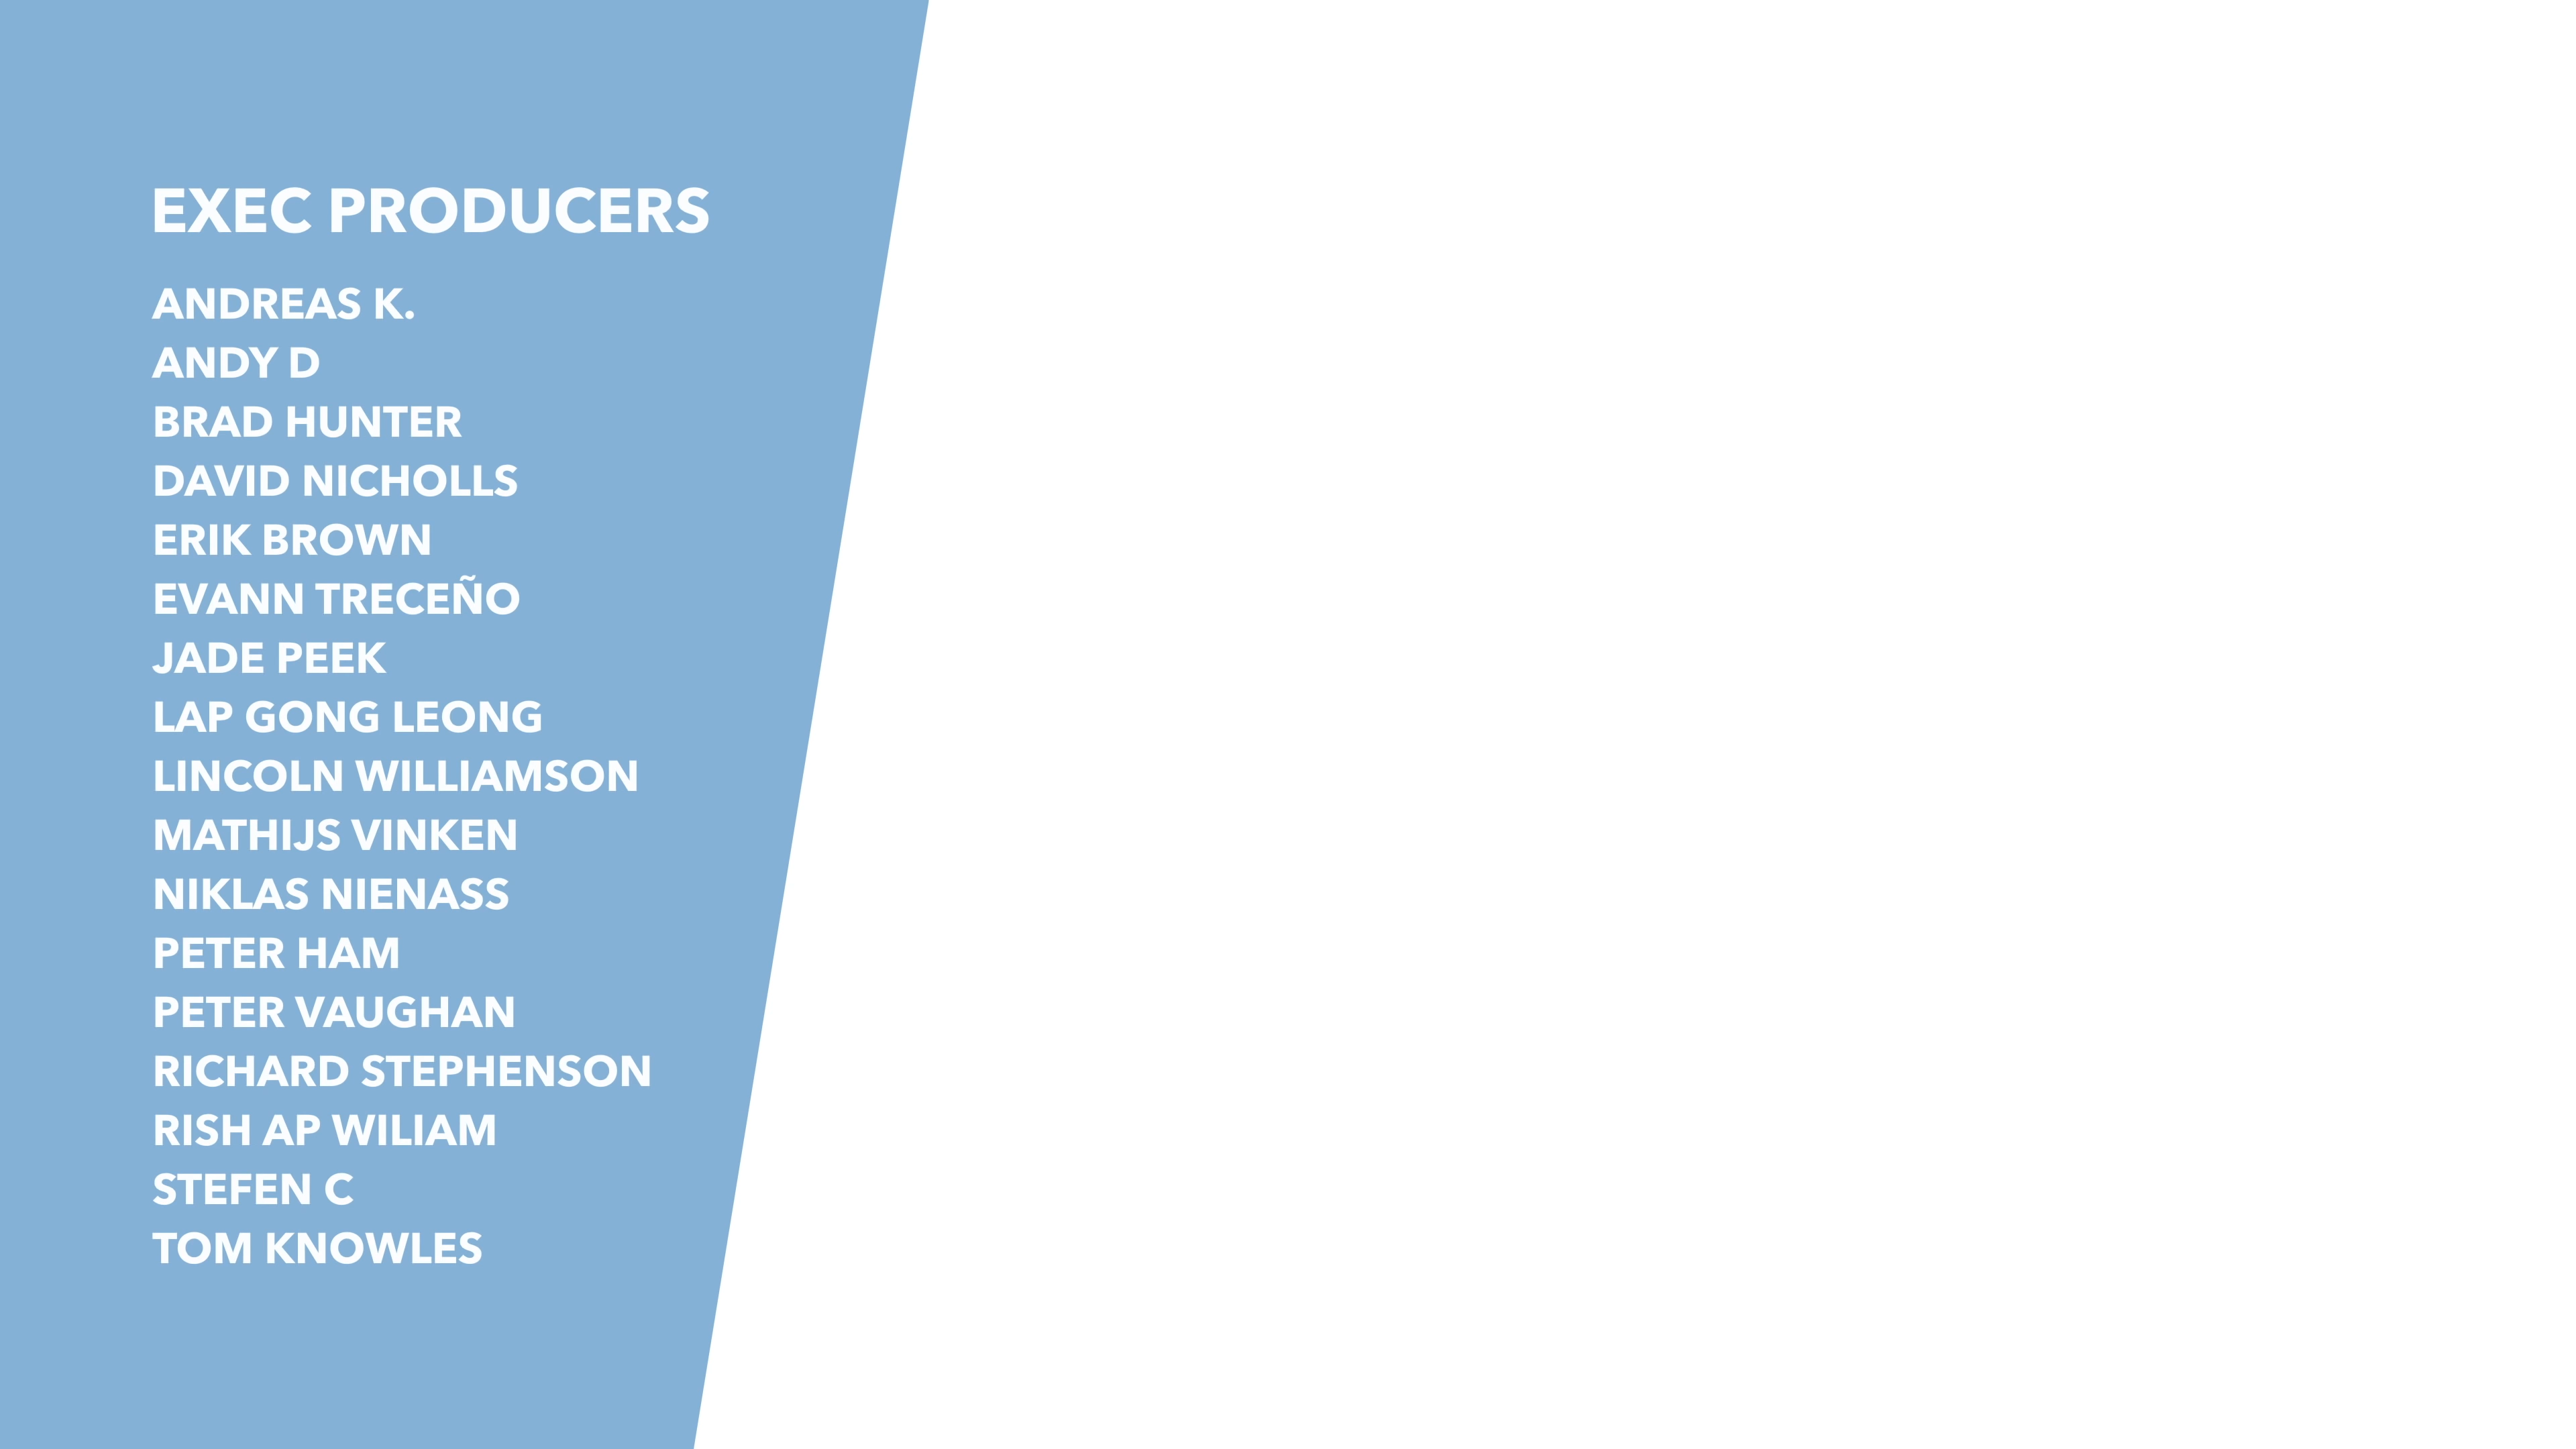 EXEC PRODUCERS
ANDREAS K.
ANDY D
BRAD HUNTER
DAVID NICHOLLS
ERIK BROWN
EVANN TRECEÑO
JADE PEEK
LAP GONG LEONG
LINCOLN WILLIAMSON
MATHIJS VINKEN
NIKLAS NIENASS
PETER HAM
PETER VAUGHAN
RICHARD STEPHENSON
RISH AP WILIAM
STEFEN C
TOM KNOWLES